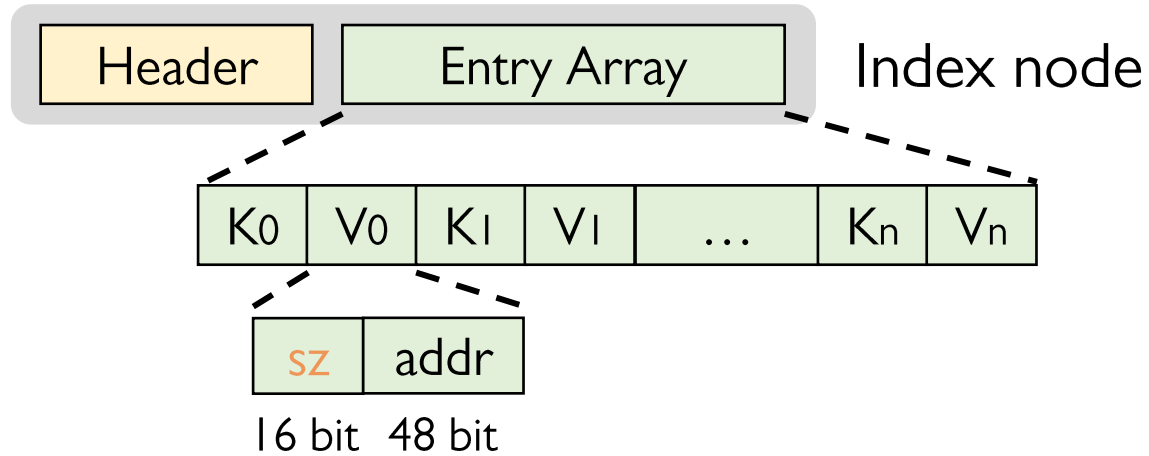 Header Entry Array Index node
K0 V0 K1 V1 ... Kn Vn
sz addr
16 bit 48 bit